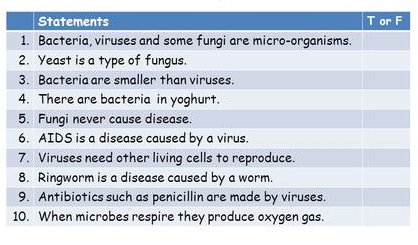 Statements T or F
1. Bacteria, viruses and some fungi are micro-organisms.
2. Yeast is a type of fungus.
3. Bacteria are smaller than viruses.
4. There are bacteria in yoghurt.
5. Fungi never cause disease.
6. AIDS is a disease caused by a virus.
7. Viruses need other living cells to reproduce.
8. Ringworm is a disease caused by a worm.
9. Antibiotics such as penicillin are made by viruses.
10. When microbes respire they produce oxygen gas.